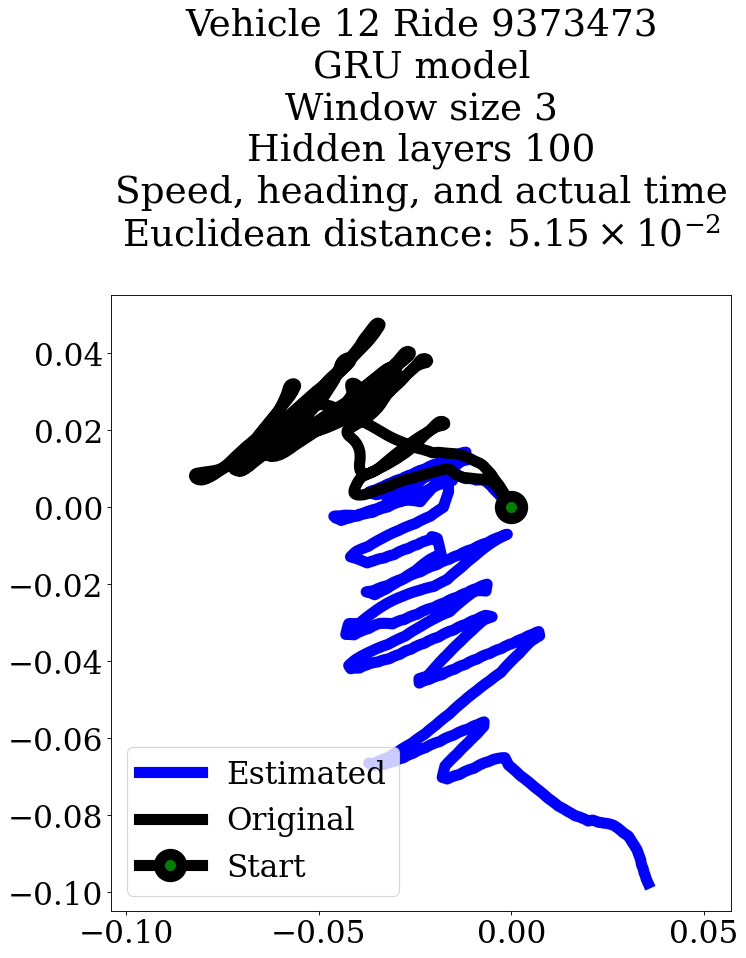 Vehicle 12 Ride 9373473
GRU model
Window size 3
Hidden layers 100
Speed, heading, and actual time
Euclidean distance: 5.15 × 10⁻²
0.04
0.02
0.00
−0.02
−0.04
−0.06
−0.08
−0.10
Estimated
Original
Start
−0.10
−0.05
0.00
0.05